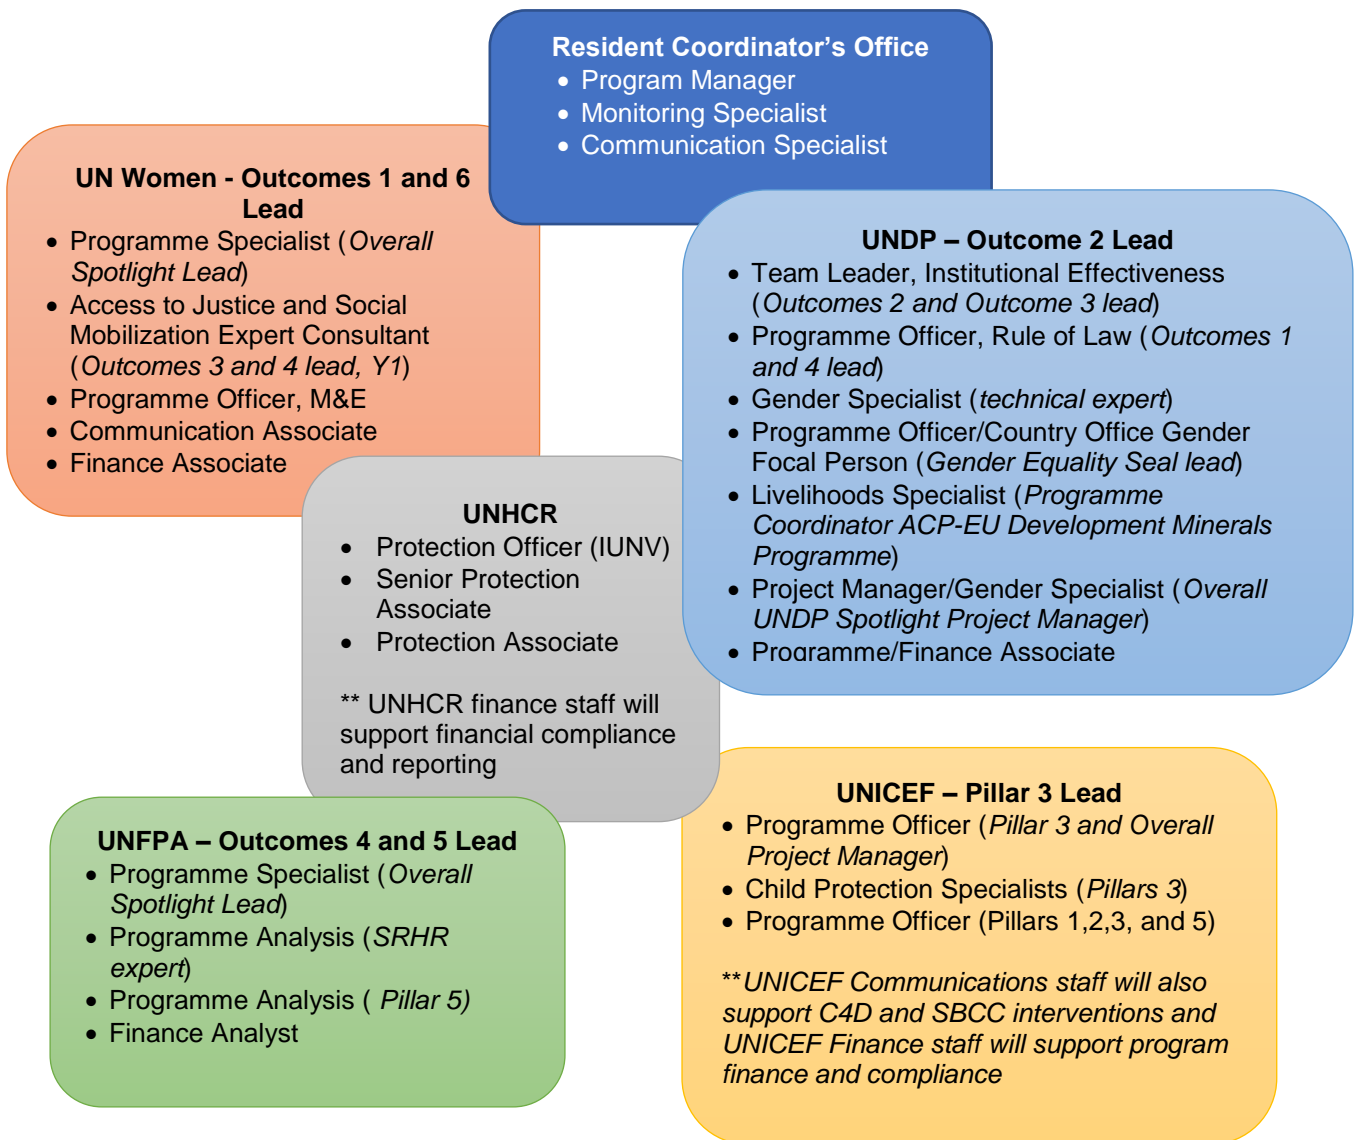 Resident Coordinator’s Office
• Program Manager
• Monitoring Specialist
• Communication Specialist
UN Women - Outcomes 1 and 6
Lead
• Programme Specialist (Overall
Spotlight Lead)
• Access to Justice and Social
Mobilization Expert Consultant
(Outcomes 3 and 4 lead, Y1)
• Programme Officer, M&E
• Communication Associate
• Finance Associate
UNDP – Outcome 2 Lead
• Team Leader, Institutional Effectiveness
(Outcomes 2 and Outcome 3 lead)
• Programme Officer, Rule of Law (Outcomes 1
and 4 lead)
• Gender Specialist (technical expert)
• Programme Officer/Country Office Gender
Focal Person (Gender Equality Seal lead)
• Livelihoods Specialist (Programme
Coordinator ACP-EU Development Minerals
Programme)
• Project Manager/Gender Specialist (Overall
UNDP Spotlight Project Manager)
• Programme/Finance Associate
UNHCR
• Protection Officer (IUNV)
• Senior Protection
Associate
• Protection Associate
** UNHCR finance staff will
support financial compliance
and reporting
UNFPA – Outcomes 4 and 5 Lead
• Programme Specialist (Overall
Spotlight Lead)
• Programme Analysis (SRHR
expert)
• Programme Analysis ( Pillar 5)
• Finance Analyst
UNICEF – Pillar 3 Lead
• Programme Officer (Pillar 3 and Overall
Project Manager)
• Child Protection Specialists (Pillars 3)
• Programme Officer (Pillars 1,2,3, and 5)
**UNICEF Communications staff will also
support C4D and SBCC interventions and
UNICEF Finance staff will support program
finance and compliance